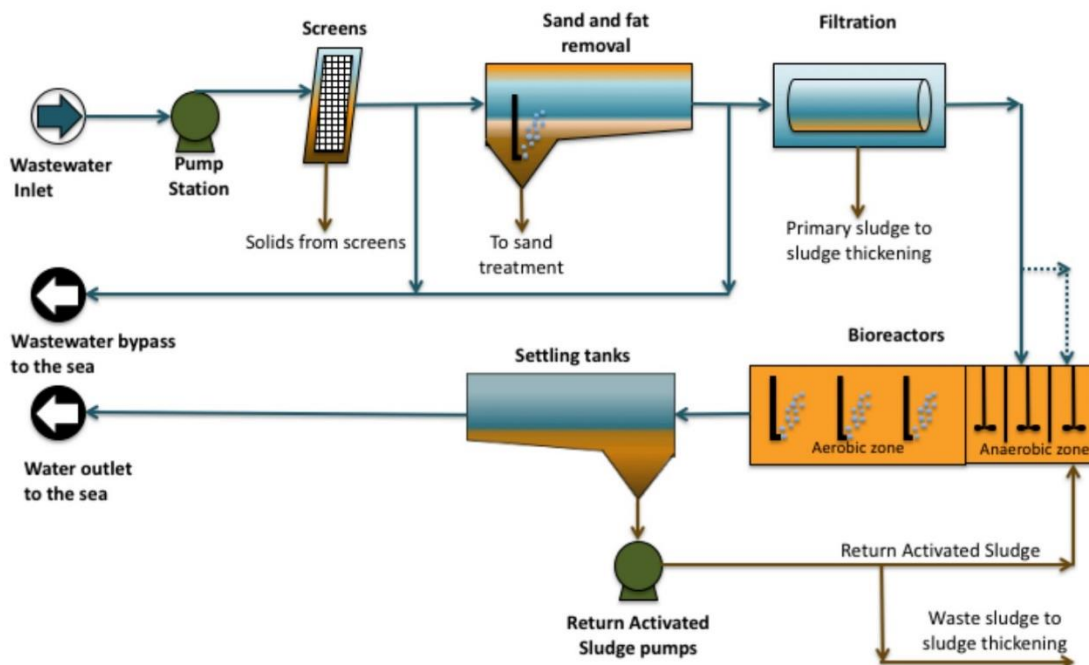 Screens
Sand and fat
removal
Filtration
Wastewater
Inlet
Pump
Station
Solids from screens
To sand
treatment
Primary sludge to
sludge thickening
Wastewater bypass
to the sea
Settling tanks
Bioreactors
Aerobic zone
Anaerobic zone
Water outlet
to the sea
Return Activated Sludge
Return Activated
Sludge pumps
Waste sludge to
sludge thickening